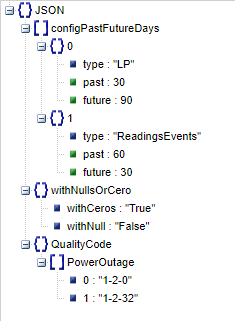 JSON
configPastFutureDays
0
type : "LP"
past : 30
future : 90
1
type : "ReadingsEvents"
past : 60
future : 30
withNullsOrCero
withCeros : "True"
withNull : "False"
QualityCode
PowerOutage
0 : "1-2-0"
1 : "1-2-32"